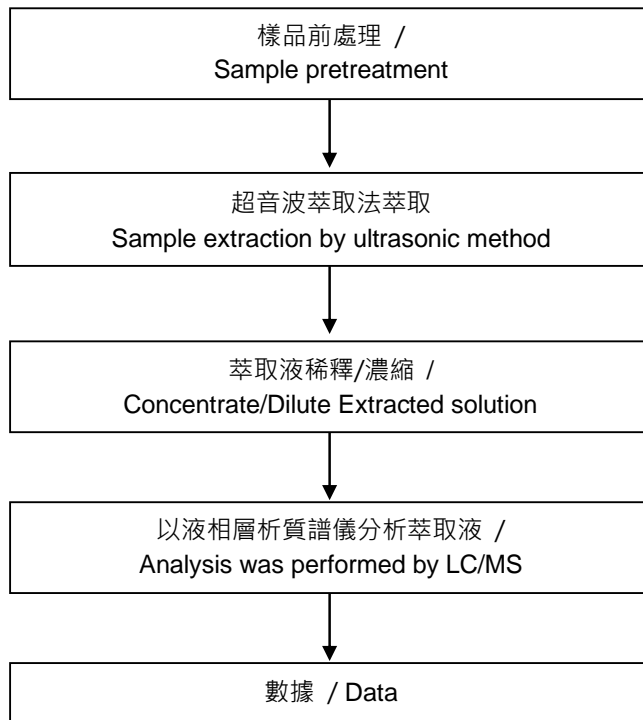 樣品前處理 /
Sample pretreatment
超音波萃取法萃取
Sample extraction by ultrasonic method
萃取液稀釋/濃縮 /
Concentrate/Dilute Extracted solution
以液相層析質譜儀分析萃取液 /
Analysis was performed by LC/MS
數據 / Data